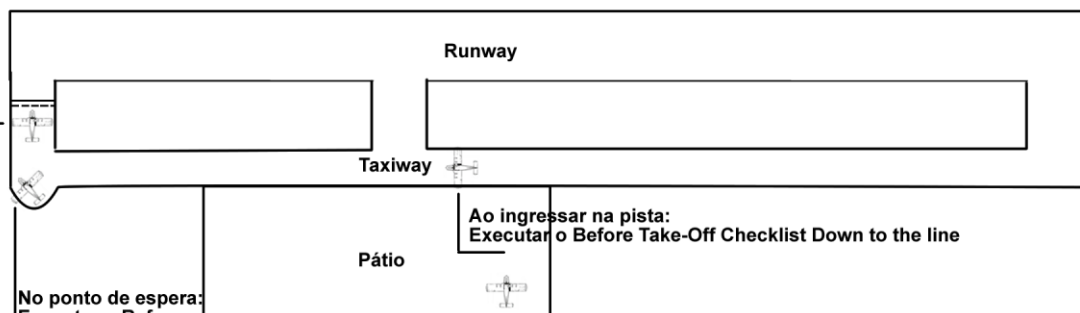 Runway
Taxiway
Ao ingressar na pista:
Executar o Before Take-Off Checklist Down to the line
Pátio
No ponto de espera: